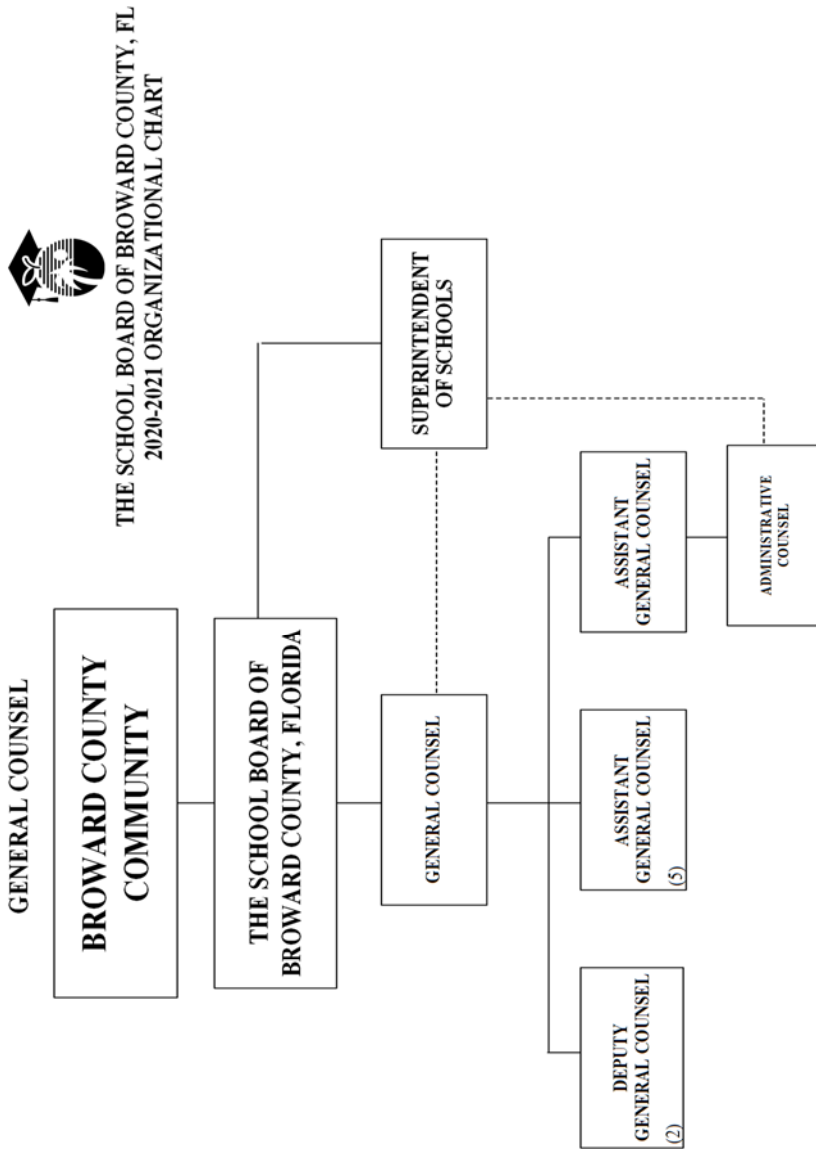 GENERAL COUNSEL
THE SCHOOL BOARD OF BROWARD COUNTY, FL
2020-2021 ORGANIZATIONAL CHART
BROWARD COUNTY
COMMUNITY
THE SCHOOL BOARD OF
BROWARD COUNTY, FLORIDA
GENERAL COUNSEL
SUPERINTENDENT
OF SCHOOLS
DEPUTY
GENERAL COUNSEL
(2)
ASSISTANT
GENERAL COUNSEL
(5)
ASSISTANT
GENERAL COUNSEL
ADMINISTRATIVE
COUNSEL